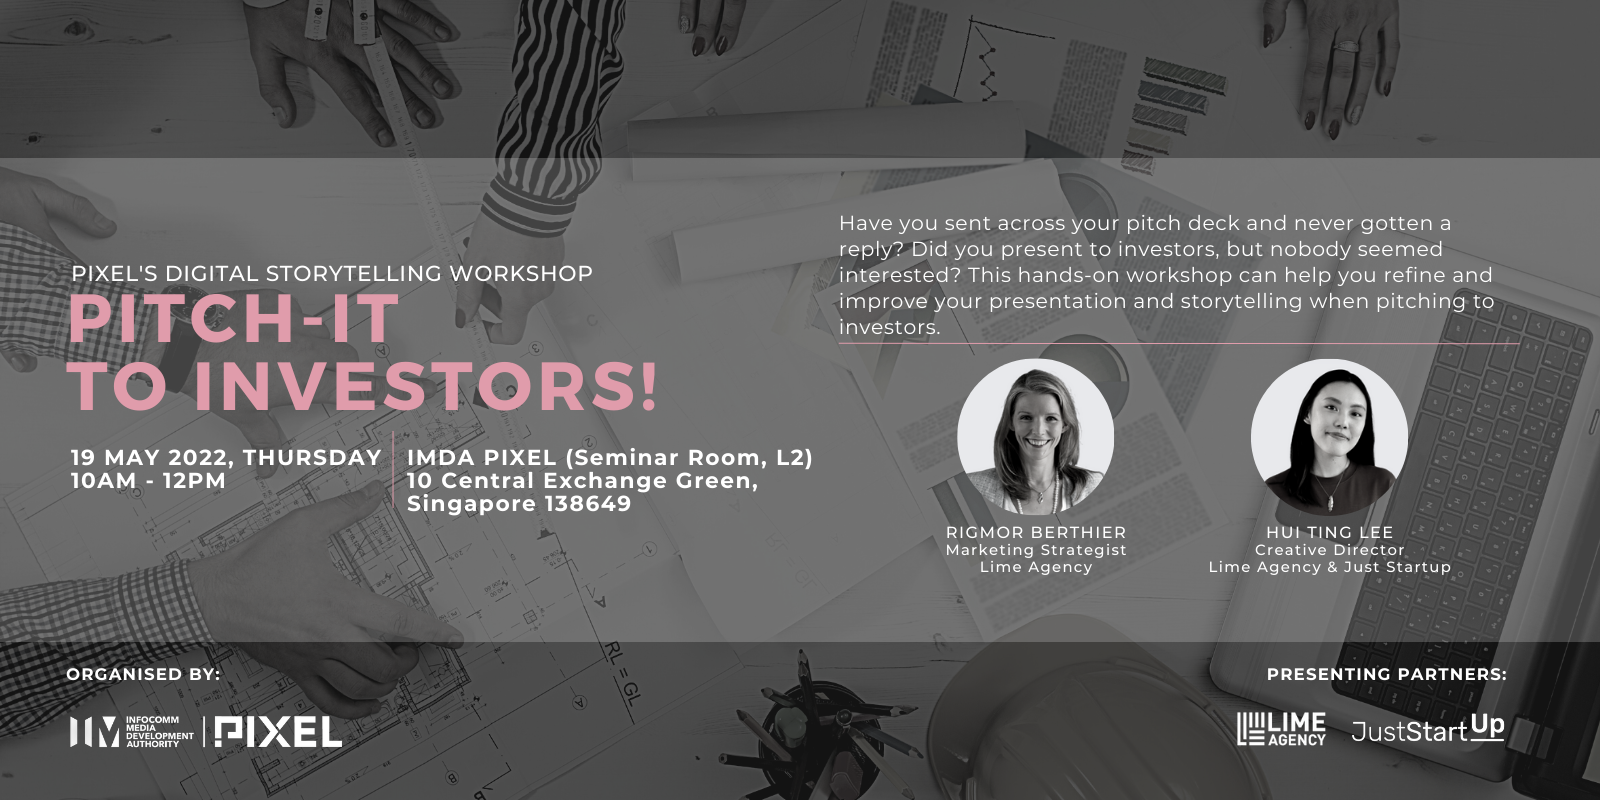 PIXEL'S DIGITAL STORYTELLING WORKSHOP
PITCH-IT
TO INVESTORS!
19 MAY 2022, THURSDAY
10AM - 12PM
IMDA PIXEL (Seminar Room, L2)
10 Central Exchange Green,
Singapore 138649
Have you sent across your pitch deck and never gotten a
reply? Did you present to investors, but nobody seemed
interested? This hands-on workshop can help you refine and
improve your presentation and storytelling when pitching to
investors.
RIGMOR BERTHIER
Marketing Strategist
Lime Agency
HUI TING LEE
Creative Director
Lime Agency & Just Startup
RL = GL
ORGANISED BY:
INFOCOMM
MEDIA
DEVELOPMENT
AUTHORITY
PIXEL
PRESENTING PARTNERS:
LIME
AGENCY
JustStartUp